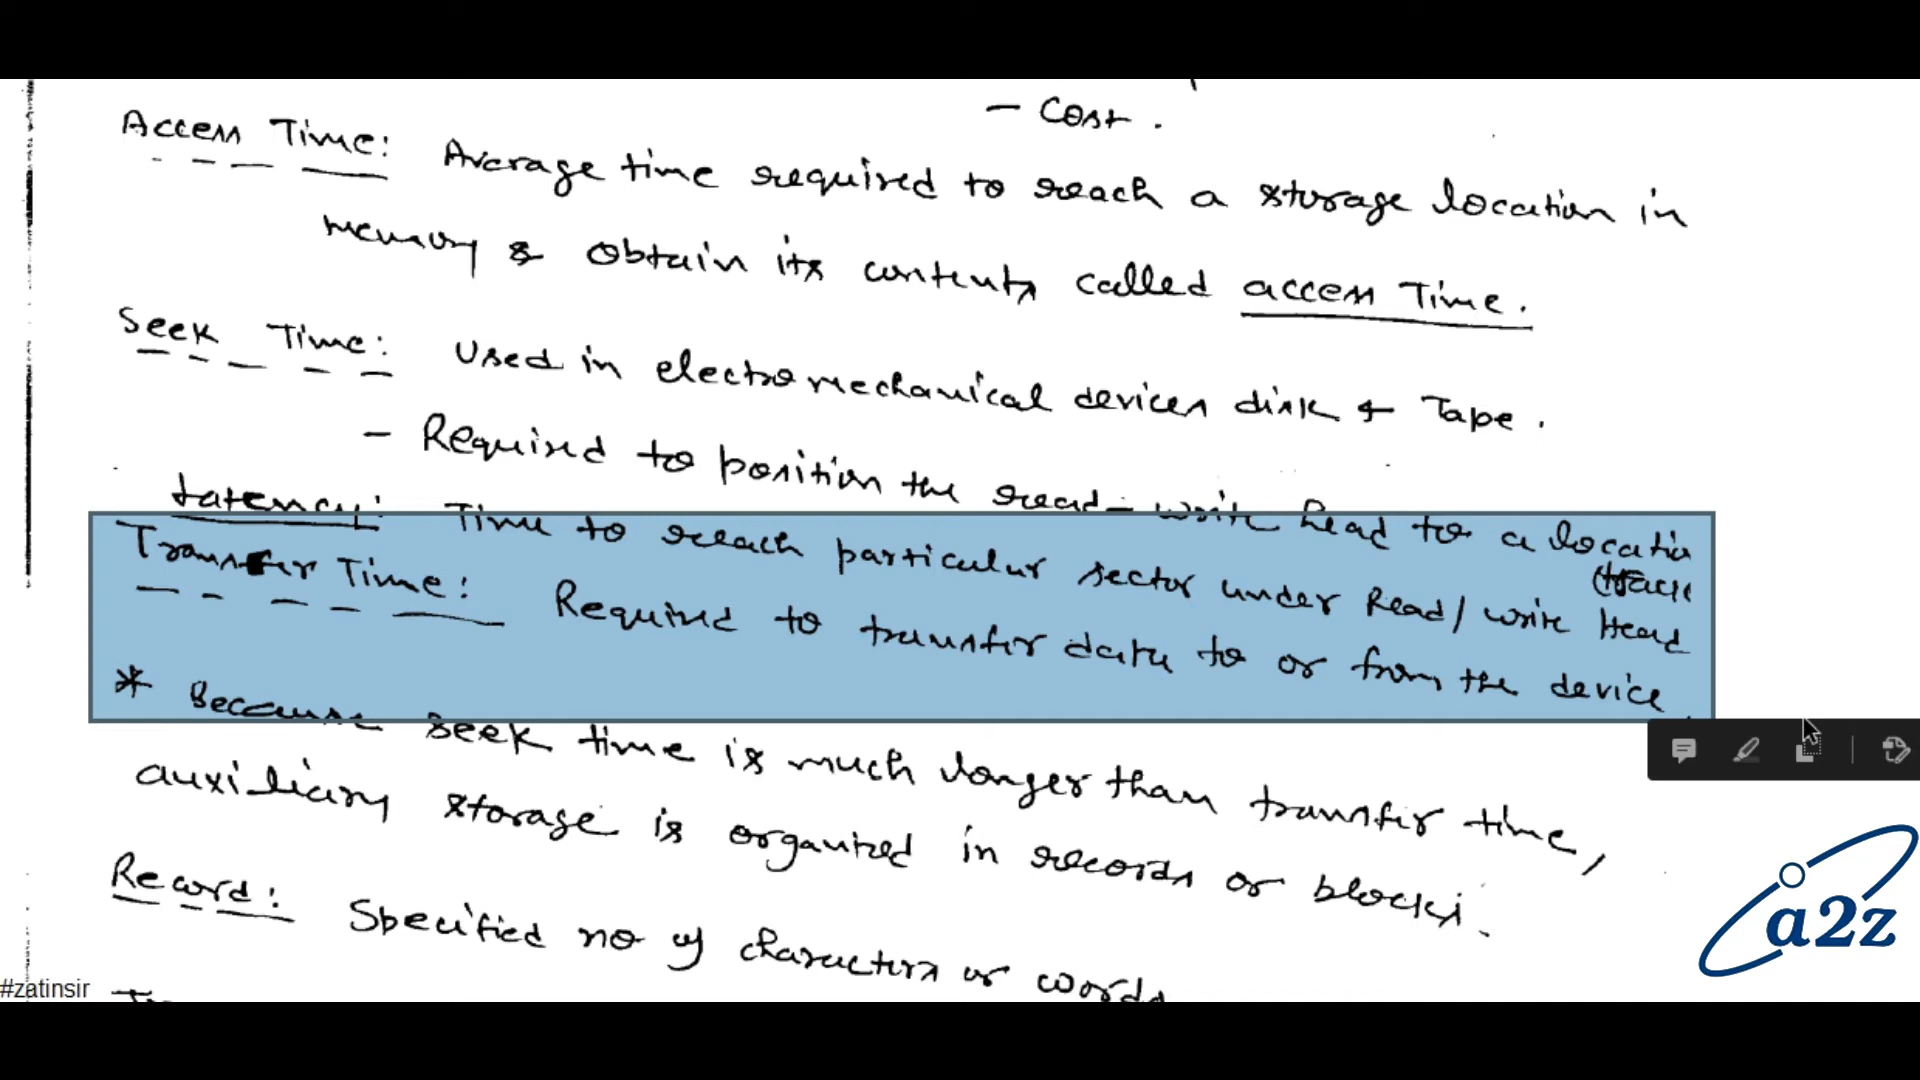 - Cost.
Access Time: Average time required to reach a storage location in
memory & obtain its contents called access Time.
Seek Time: Used in electromechanical devices disk & Tape.
- Required to position the read-write head to a location
(track
Latency: Time to reach particular sector under Read/write Head
Transfer Time: Required to transfer data to or from the device.
* Because seek time is much longer than transfer time,
auxiliary storage is organized in records or blocks.
Record: Specified no of characters or words
#zatinsir
a2z